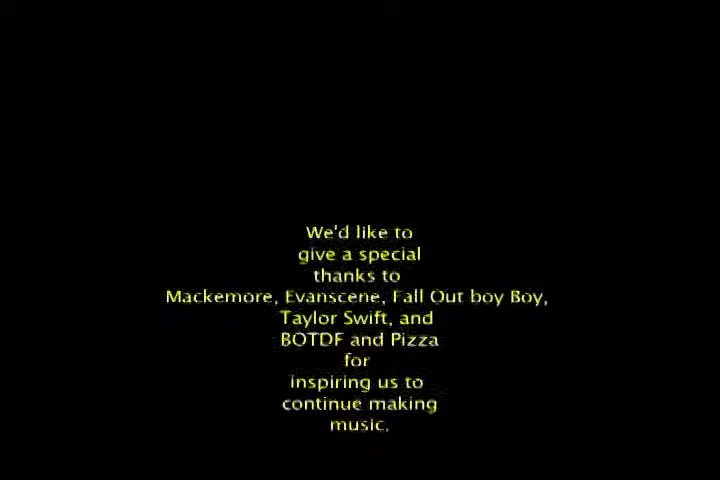 We'd like to
give a special
thanks to
Mackemore, Evanscene, Fall Out boy Boy,
Taylor Swift, and
BOTDF and Pizza
for
inspiring us to
continue making
music.